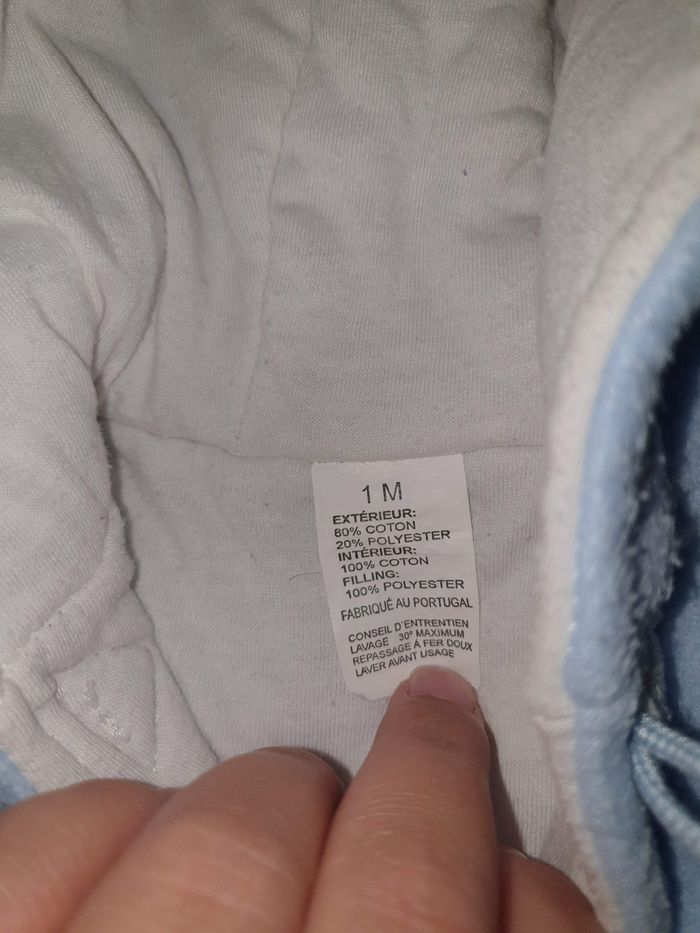 1 M
EXTÉRIEUR:
80% COTON
20% POLYESTER
INTÉRIEUR:
100% COTON
FILLING:
100% POLYESTER
FABRIQUÉ AU PORTUGAL
CONSEIL D'ENTRETIEN
LAVAGE 30° MAXIMUM
REPASSAGE À FER DOUX
LAVER AVANT USAGE